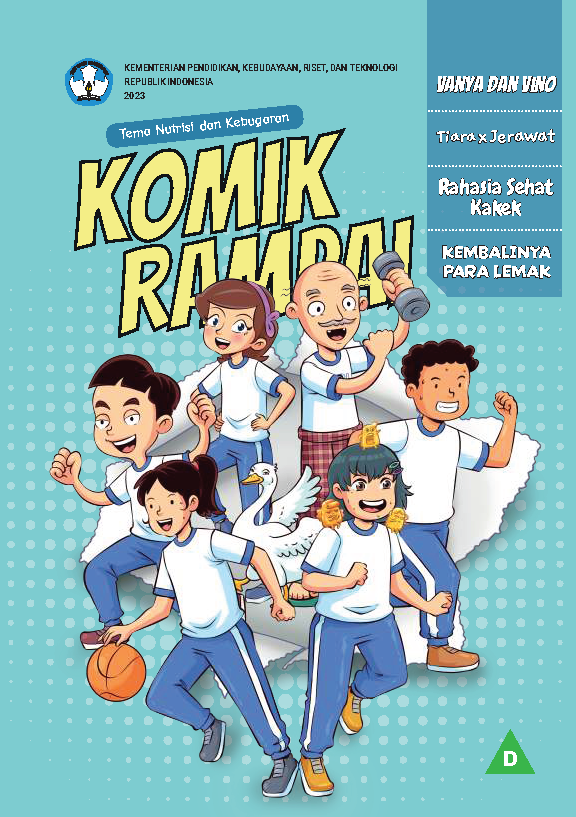 KEMENTERIAN PENDIDIKAN, KEBUDAYAAN, RISET, DAN TEKNOLOGI
REPUBLIK INDONESIA
2023
Tema Nutrisi dan Kebugaran
KOMIK
RAMPAI
VANYA DAN VINO
Tiara x Jerawat
Rahasia Sehat
Kakek
KEMBALINYA
PARA LEMAK
D